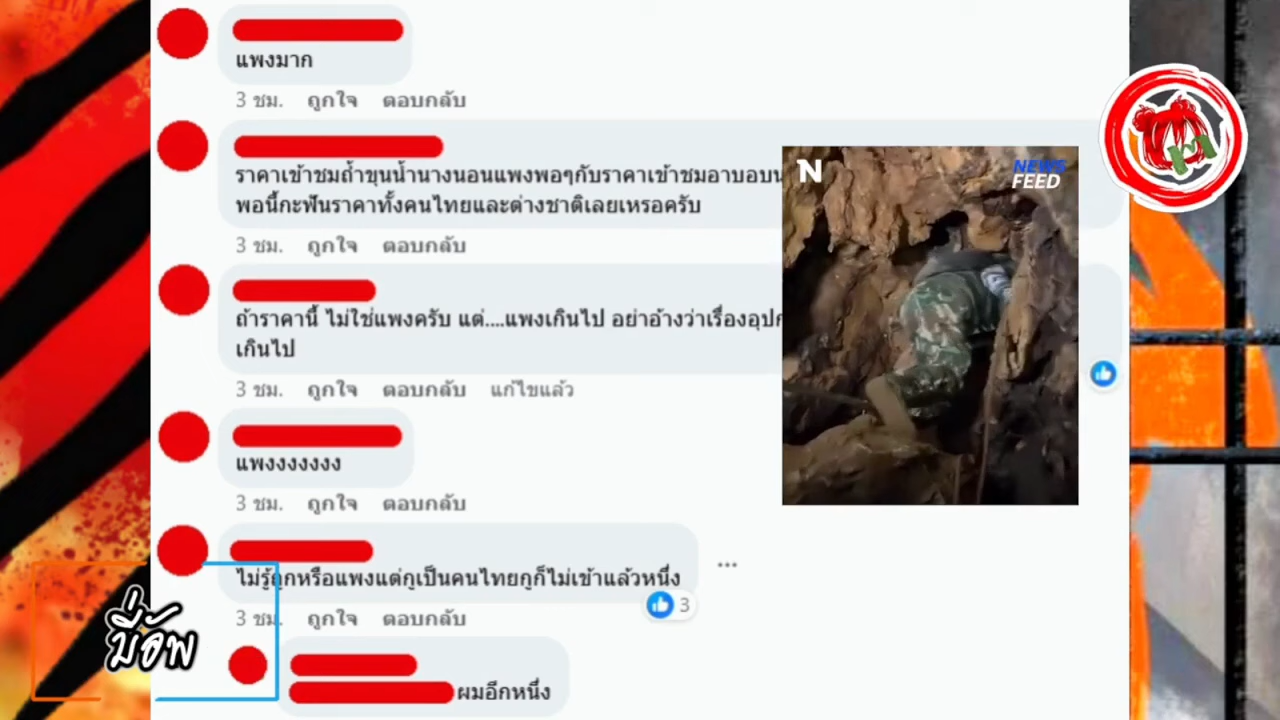 แพงมาก
3 ชม. ถูกใจ ตอบกลับ
ราคาเข้าชมถ้ำขุนน้ำนางนอนแพงพอๆกับราคาเข้าชมอาบอบน
พอนี้กะฟันราคาทั้งคนไทยและต่างชาติเลยเหรอครับ
3 ชม. ถูกใจ ตอบกลับ
ถ้าราคานี้ ไม่ใช่แพงครับ แต่....แพงเกินไป อย่าอ้างว่าเรื่องอุปก
เกินไป
3 ชม. ถูกใจ ตอบกลับ แก้ไขแล้ว
แพงงงงงงง
3 ชม. ถูกใจ ตอบกลับ
ไม่รู้ถูกหรือแพงแต่กูเป็นคนไทยกูก็ไม่เข้าแล้วหนึ่ง
3
3 ชม. ถูกใจ ตอบกลับ
ผมอีกหนึ่ง
N
NEWS
FEED
บี่อัพ